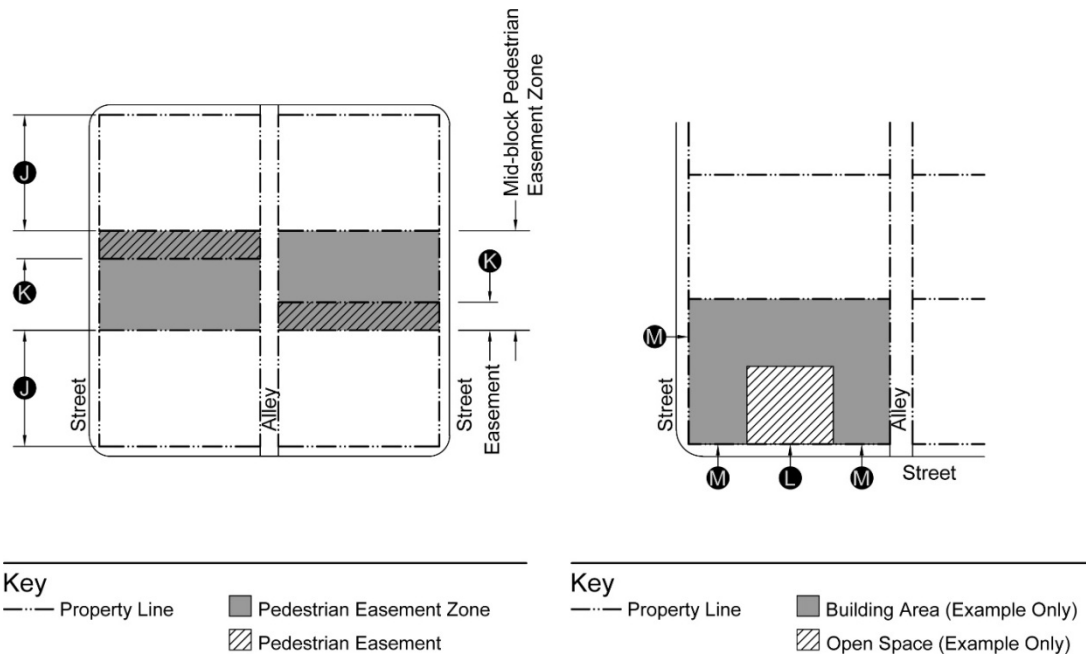 Mid-block Pedestrian
Easement Zone
J
K
J
K
Street
Alley
Street
Easement
M
Street
Alley
M
L
M
Street
Key
Property Line
Pedestrian Easement Zone
Pedestrian Easement
Key
Property Line
Building Area (Example Only)
Open Space (Example Only)